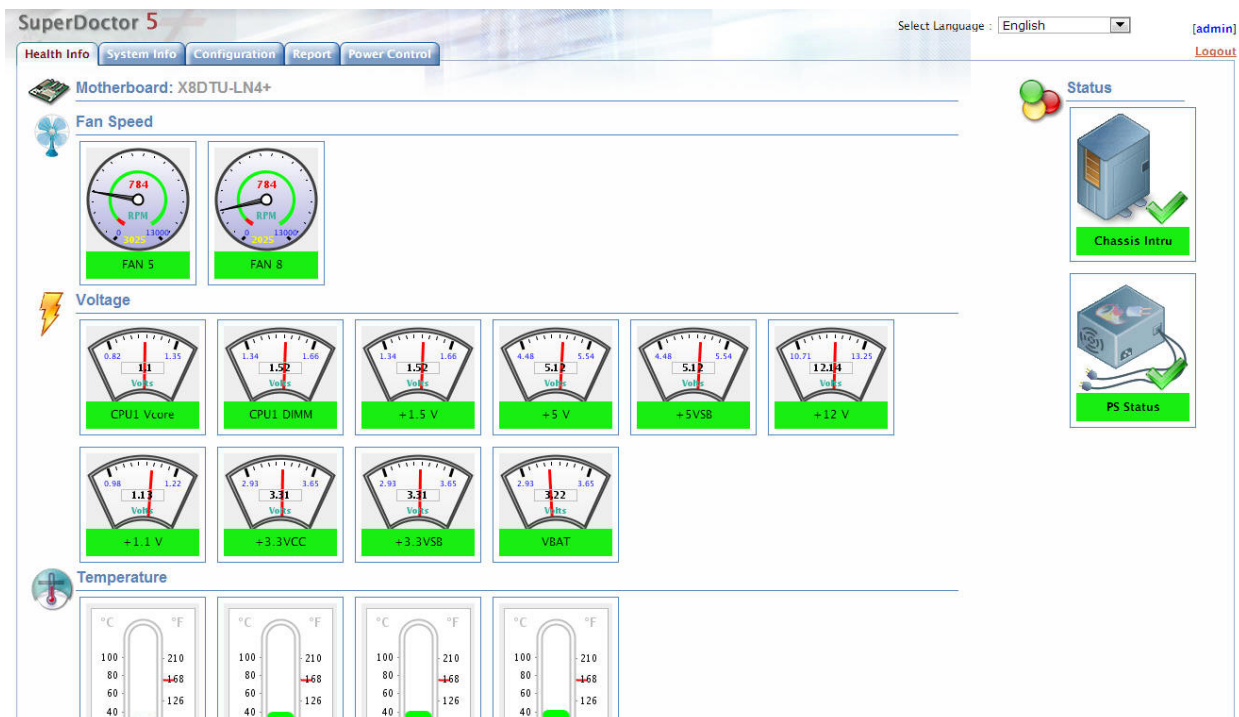 SuperDoctor 5
Select Language : English
[admin]
Logout
Health Info System Info Configuration Report Power Control
Motherboard: X8DTU-LN4+
Status
Fan Speed
784 784
RPM RPM
0 13000 0 13000
3025 2025
FAN 5 FAN 8
Chassis Intru
Voltage
0.82 1.35 1.34 1.66 1.34 1.66 4.48 5.54 4.48 5.54 10.71 13.25
1.1 1.52 1.52 5.12 5.12 12.14
Volts Volts Volts Volts Volts Volts
CPU1 Vcore CPU1 DIMM +1.5 V +5 V +5VSB +12 V
PS Status
0.98 1.22 2.93 3.65 2.93 3.65 2.93 3.65
1.13 3.31 3.31 3.22
Volts Volts Volts Volts
+1.1 V +3.3VCC +3.3VSB VBAT
Temperature
°C °F °C °F °C °F °C °F
100 210 100 210 100 210 100 210
80 168 80 168 80 168 80 168
60 126 60 126 60 126 60 126
40 40 40 40